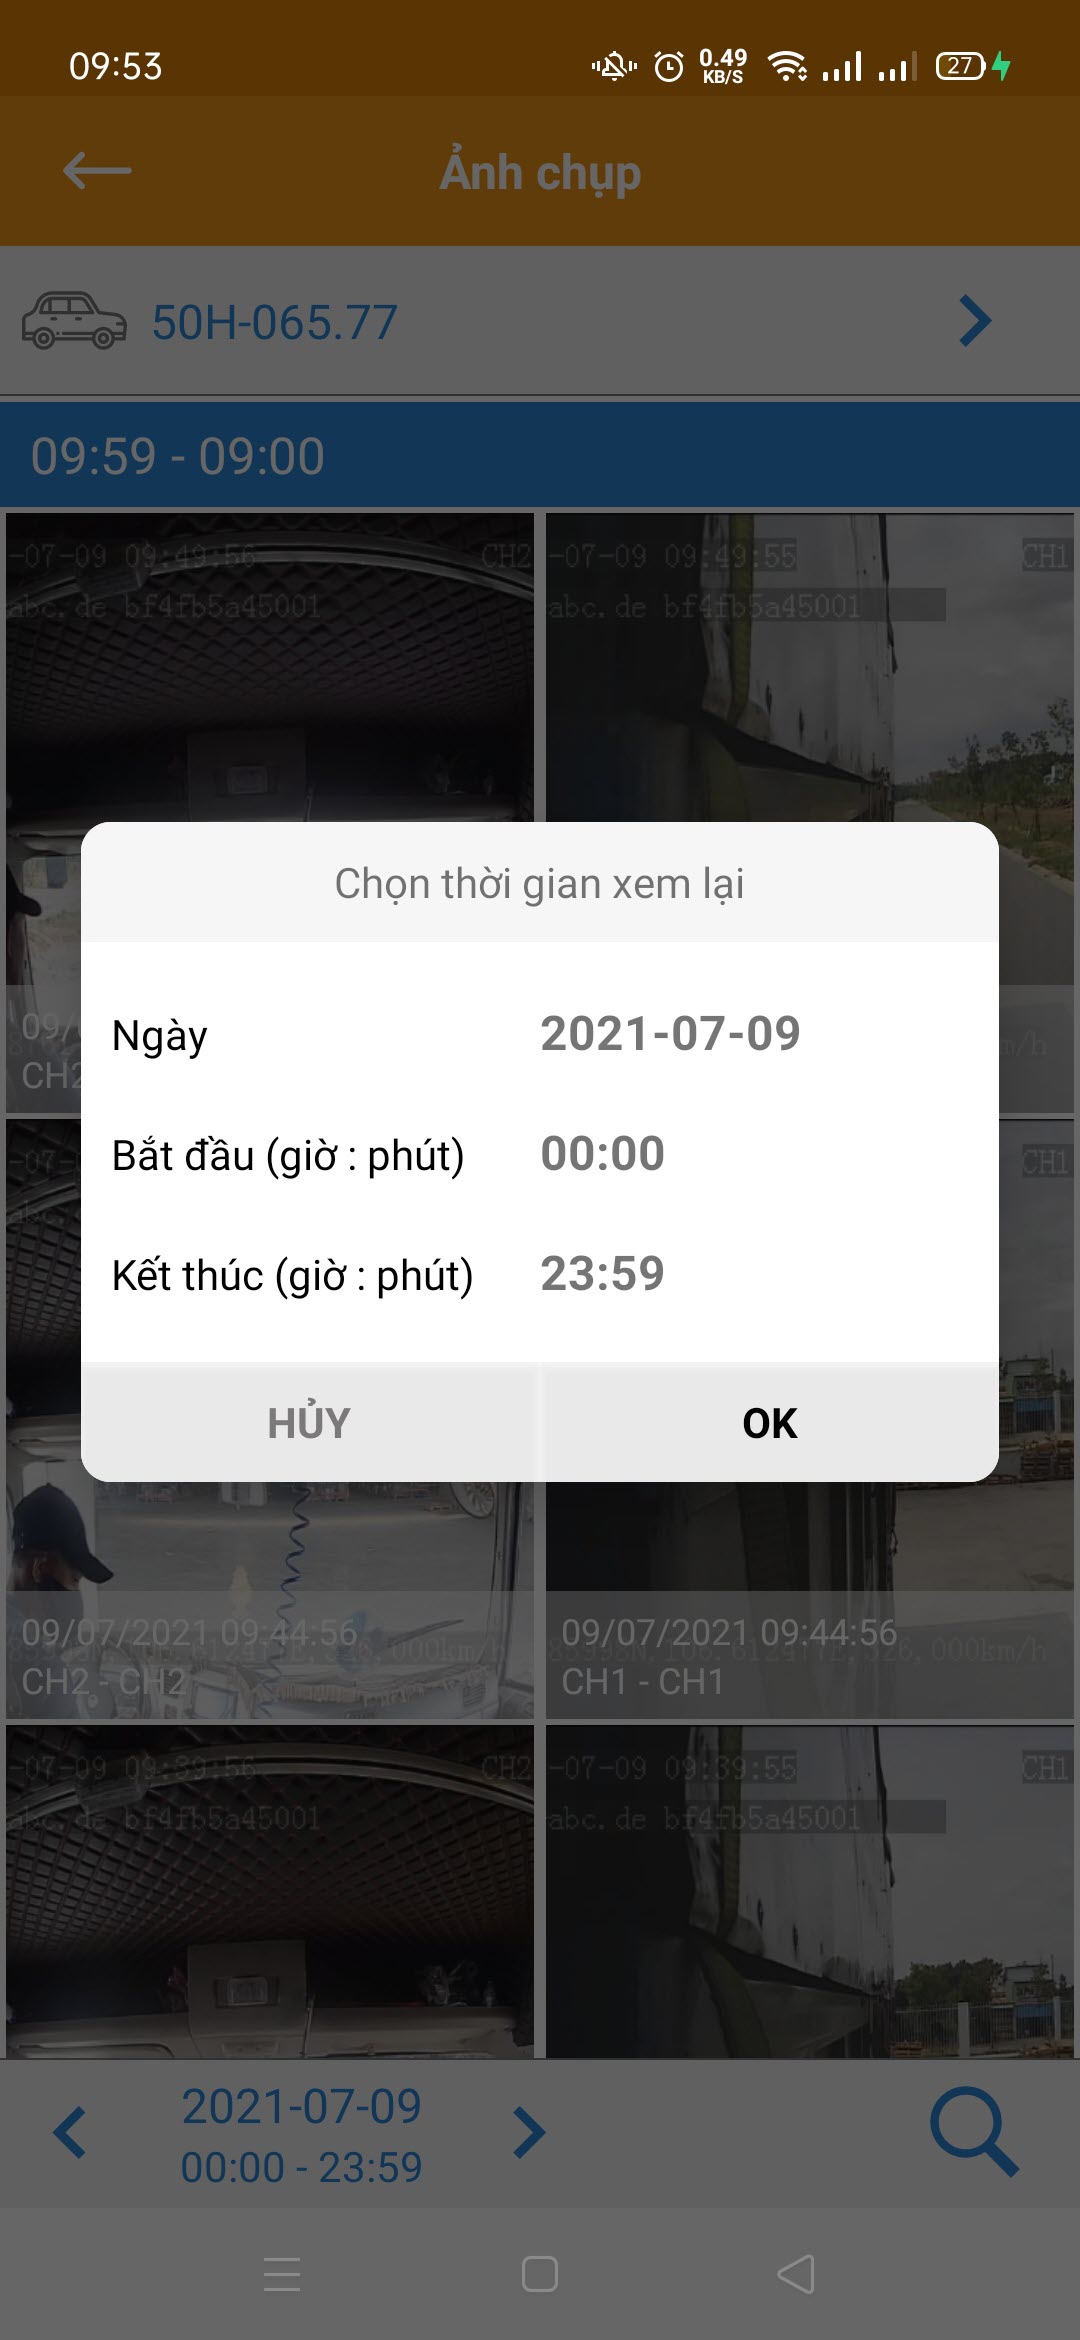 09:53
0.49
KB/S
27
Ảnh chụp
50H-065.77
09:59 - 09:00
-07-09 09:49:56 CH2
abc.de bf4fb5a45001
-07-09 09:49:55 CH1
abc.de bf4fb5a45001
Chọn thời gian xem lại
09/
CH2
m/h
Ngày 2021-07-09
Bắt đầu (giờ : phút) 00:00
Kết thúc (giờ : phút) 23:59
HỦY OK
-07-
abc.
CH1
09/07/2021 09:44:56
CH2 - CH2
09/07/2021 09:44:56
CH1 - CH1
-07-09 09:39:56 CH2
abc.de bf4fb5a45001
-07-09 09:39:55 CH1
abc.de bf4fb5a45001
2021-07-09
00:00 - 23:59